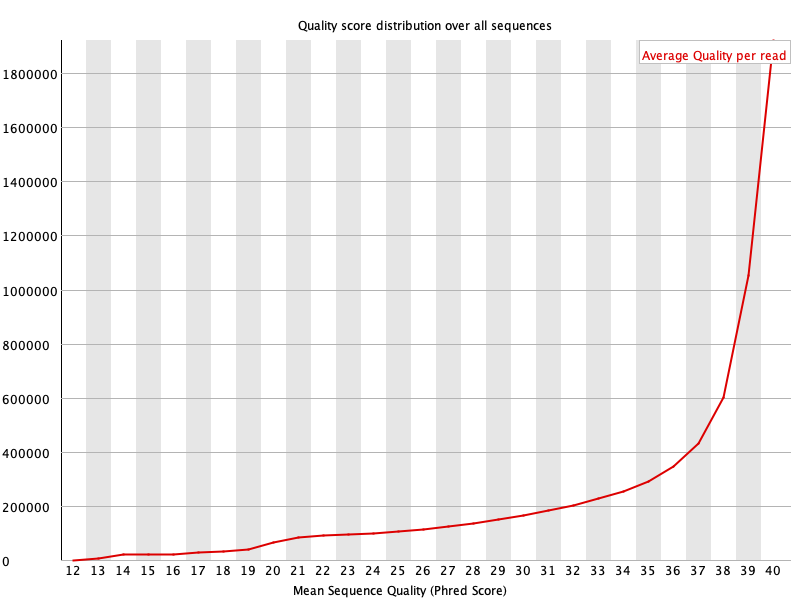 Quality score distribution over all sequences
Average Quality per read
1800000
1600000
1400000
1200000
1000000
800000
600000
400000
200000
0
12 13 14 15 16 17 18 19 20 21 22 23 24 25 26 27 28 29 30 31 32 33 34 35 36 37 38 39 40
Mean Sequence Quality (Phred Score)